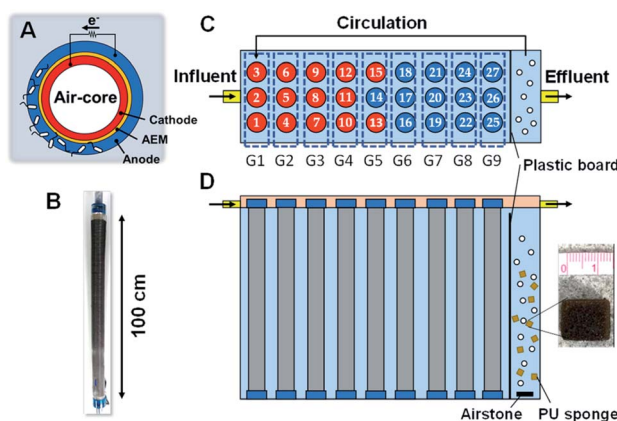 A
e⁻
Air-core
Cathode
AEM
Anode
B
100 cm
C
Circulation
Influent
Effluent
3 6 9 12 15 18 21 24 27
2 5 8 11 14 17 20 23 26
1 4 7 10 13 16 19 22 25
G1 G2 G3 G4 G5 G6 G7 G8 G9
Plastic board
D
0 1
Airstone
PU sponge